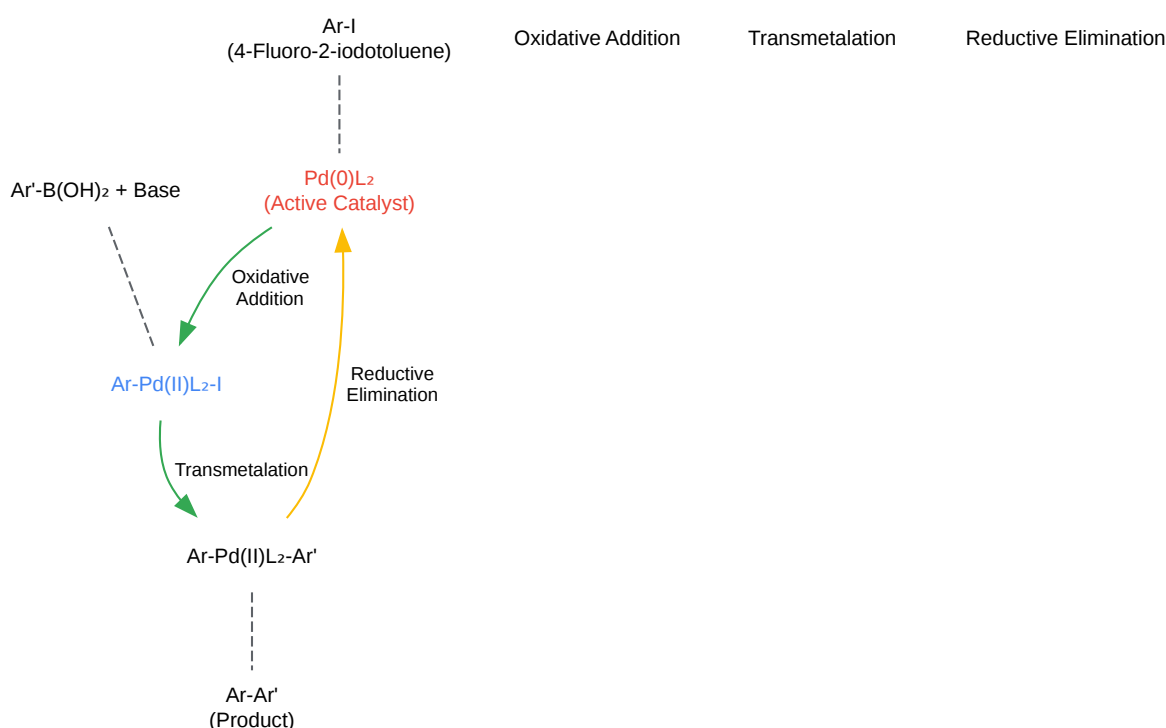 Ar-I
(4-Fluoro-2-iodotoluene)
Oxidative Addition
Transmetalation
Reductive Elimination
Ar'-B(OH)₂ + Base
Pd(0)L₂
(Active Catalyst)
Oxidative
Addition
Ar-Pd(II)L₂-I
Reductive
Elimination
Transmetalation
Ar-Pd(II)L₂-Ar'
Ar-Ar'
(Product)